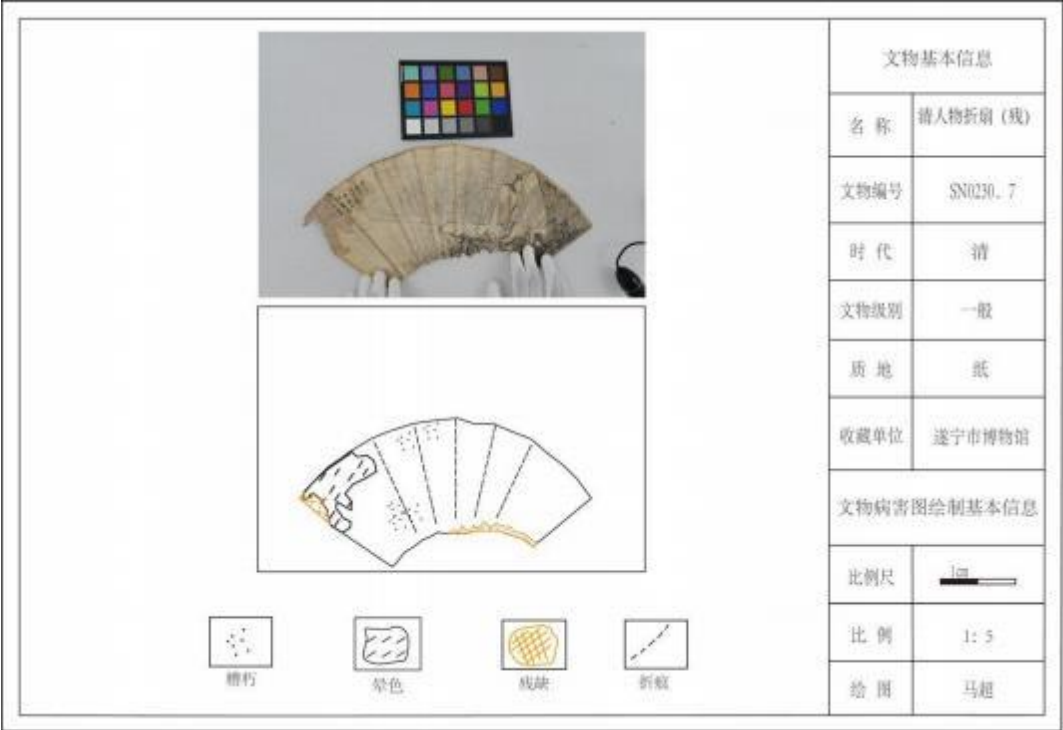 文物基本信息
名 称
清人物折扇（残）
文物编号
SN0230。7
时 代
清
文物级别
一般
质 地
纸
收藏单位
遂宁市博物馆
文物病害图绘制基本信息
比例尺
1cm
比 例
1: 5
绘 图
马超
糟朽
晕色
残缺
折痕